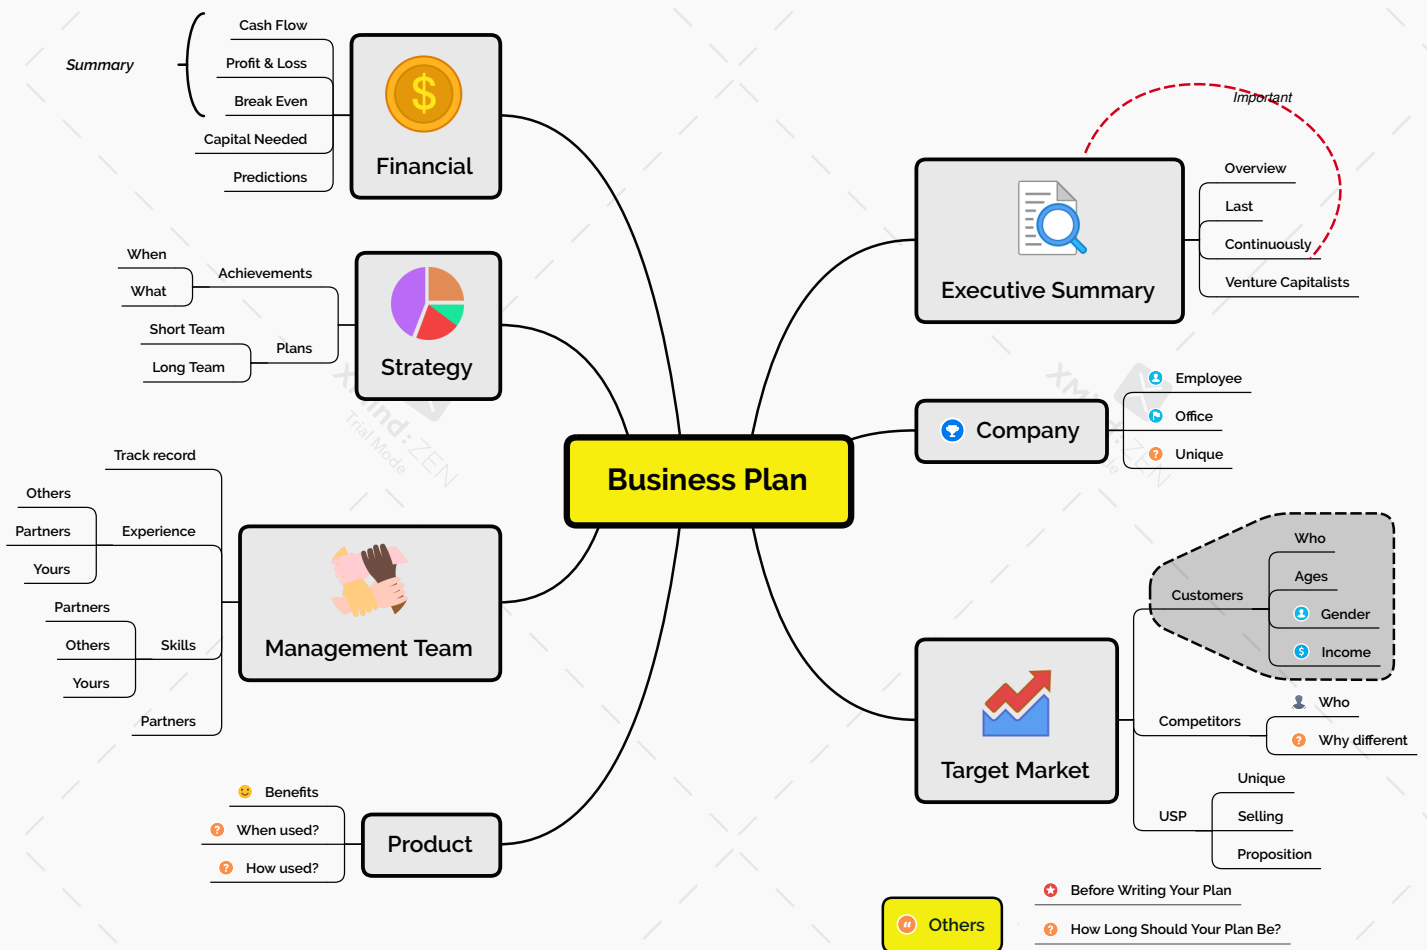 Business Plan
Executive Summary
Overview
Last
Continuously
Venture Capitalists
Important
Company
Employee
Office
Unique
Target Market
Customers
Who
Ages
Gender
Income
Competitors
Who
Why different
USP
Unique
Selling
Proposition
Financial
Cash Flow
Profit & Loss
Break Even
Capital Needed
Predictions
Summary
Strategy
Achievements
When
What
Plans
Short Team
Long Team
Management Team
Track record
Experience
Others
Partners
Yours
Skills
Partners
Others
Yours
Partners
Product
Benefits
When used?
How used?
Others
Before Writing Your Plan
How Long Should Your Plan Be?
XMind: ZEN
Trial Mode